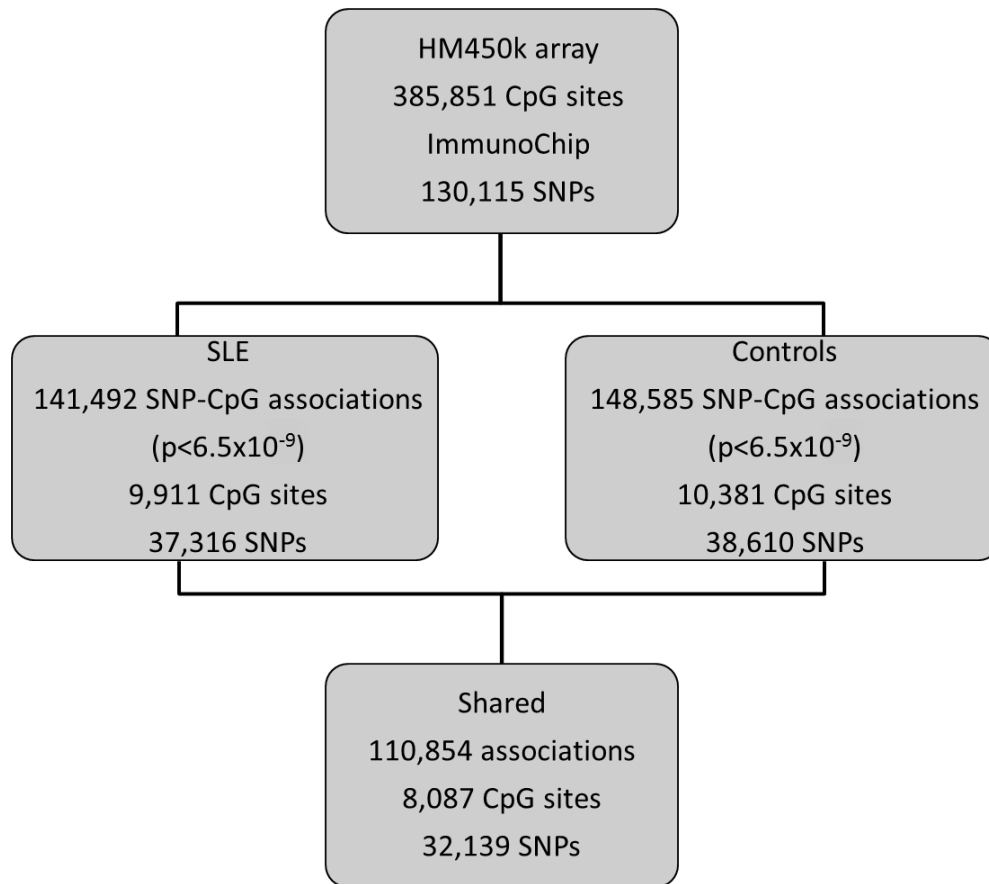 HM450k array
385,851 CpG sites
ImmunoChip
130,115 SNPs
SLE
141,492 SNP-CpG associations
(p<6.5x10⁻⁹)
9,911 CpG sites
37,316 SNPs
Controls
148,585 SNP-CpG associations
(p<6.5x10⁻⁹)
10,381 CpG sites
38,610 SNPs
Shared
110,854 associations
8,087 CpG sites
32,139 SNPs